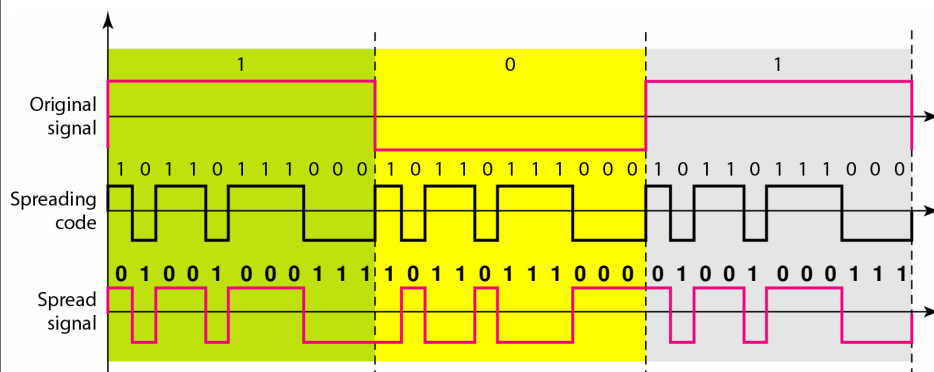 1 0 1
Original
signal
1 0 1 1 0 1 1 1 0 0 0 1 0 1 1 0 1 1 1 0 0 0 1 0 1 1 0 1 1 1 0 0 0
Spreading
code
0 1 0 0 1 0 0 0 1 1 1 1 0 1 1 0 1 1 0 0 0 0 1 0 0 1 0 0 0 1 1 1
Spread
signal